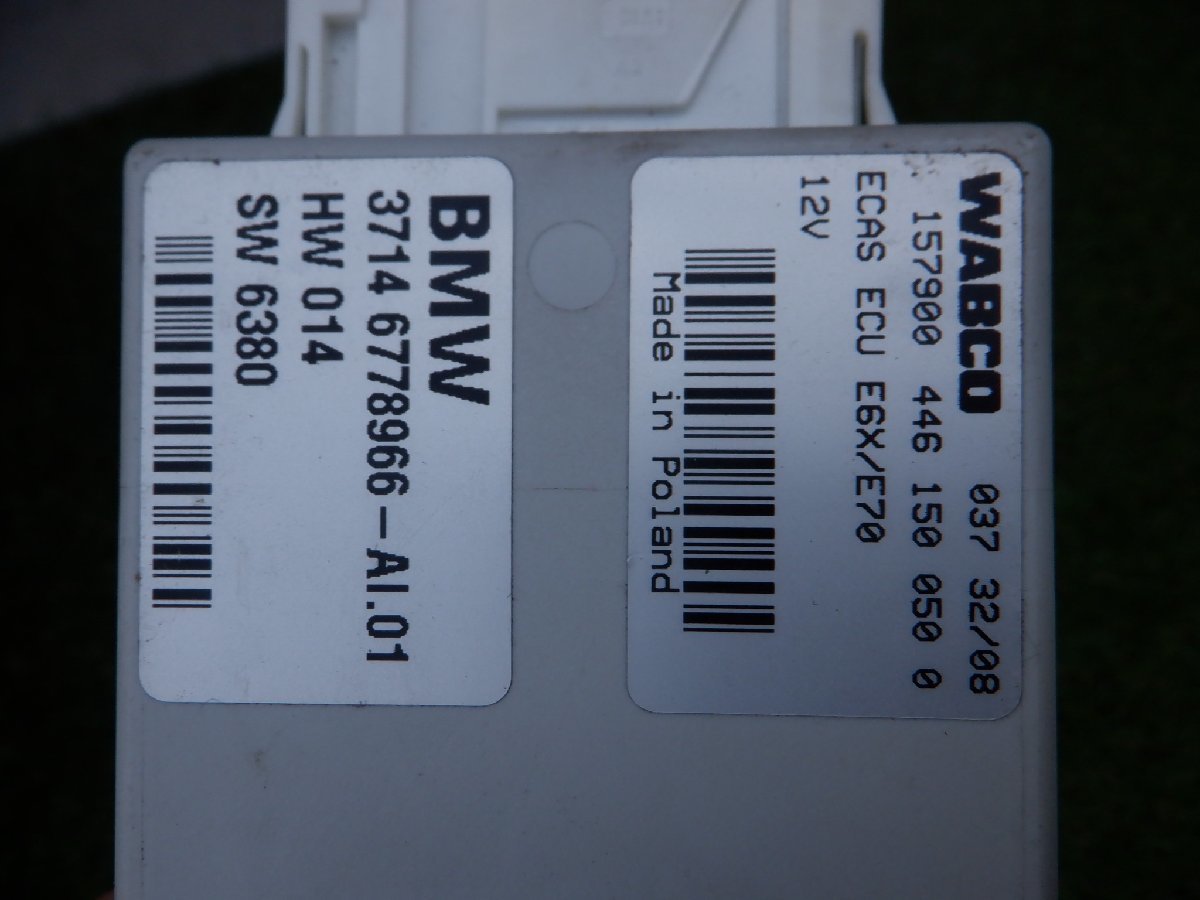 WABCO 037 32/08
157900 446 150 050 0
ECAS ECU E6X/E70
12V
Made in Poland
BMW
3714 6778966-AI.01
HW 014
SW 6380